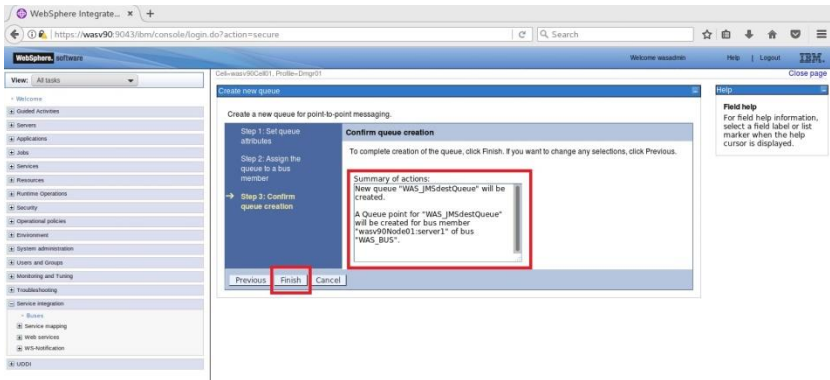 WebSphere Integrate...
https://wasv90:9043/ibm/console/login.do?action=secure
Search
WebSphere. software
Welcome wasadmin
Help | Logout
IBM.
View: All tasks
Cell=wasv90Cell01, Profile=Dmgr01
Close page
Welcome
Guided Activities
Servers
Applications
Jobs
Services
Resources
Runtime Operations
Security
Operational policies
Environment
System administration
Users and Groups
Monitoring and Tuning
Troubleshooting
Service integration
Buses
Service mapping
Web services
WS-Notification
UDDI
Create new queue
Create a new queue for point-to-point messaging.
Step 1: Set queue
attributes
Step 2: Assign the
queue to a bus
member
Step 3: Confirm
queue creation
Confirm queue creation
To complete creation of the queue, click Finish. If you want to change any selections, click Previous.
Summary of actions:
New queue "WAS_JMSdestQueue" will be
created.
A Queue point for "WAS_JMSdestQueue"
will be created for bus member
"wasv90Node01:server1" of bus
"WAS_BUS".
Previous Finish Cancel
Help
Field help
For field help information,
select a field label or list
marker when the help
cursor is displayed.